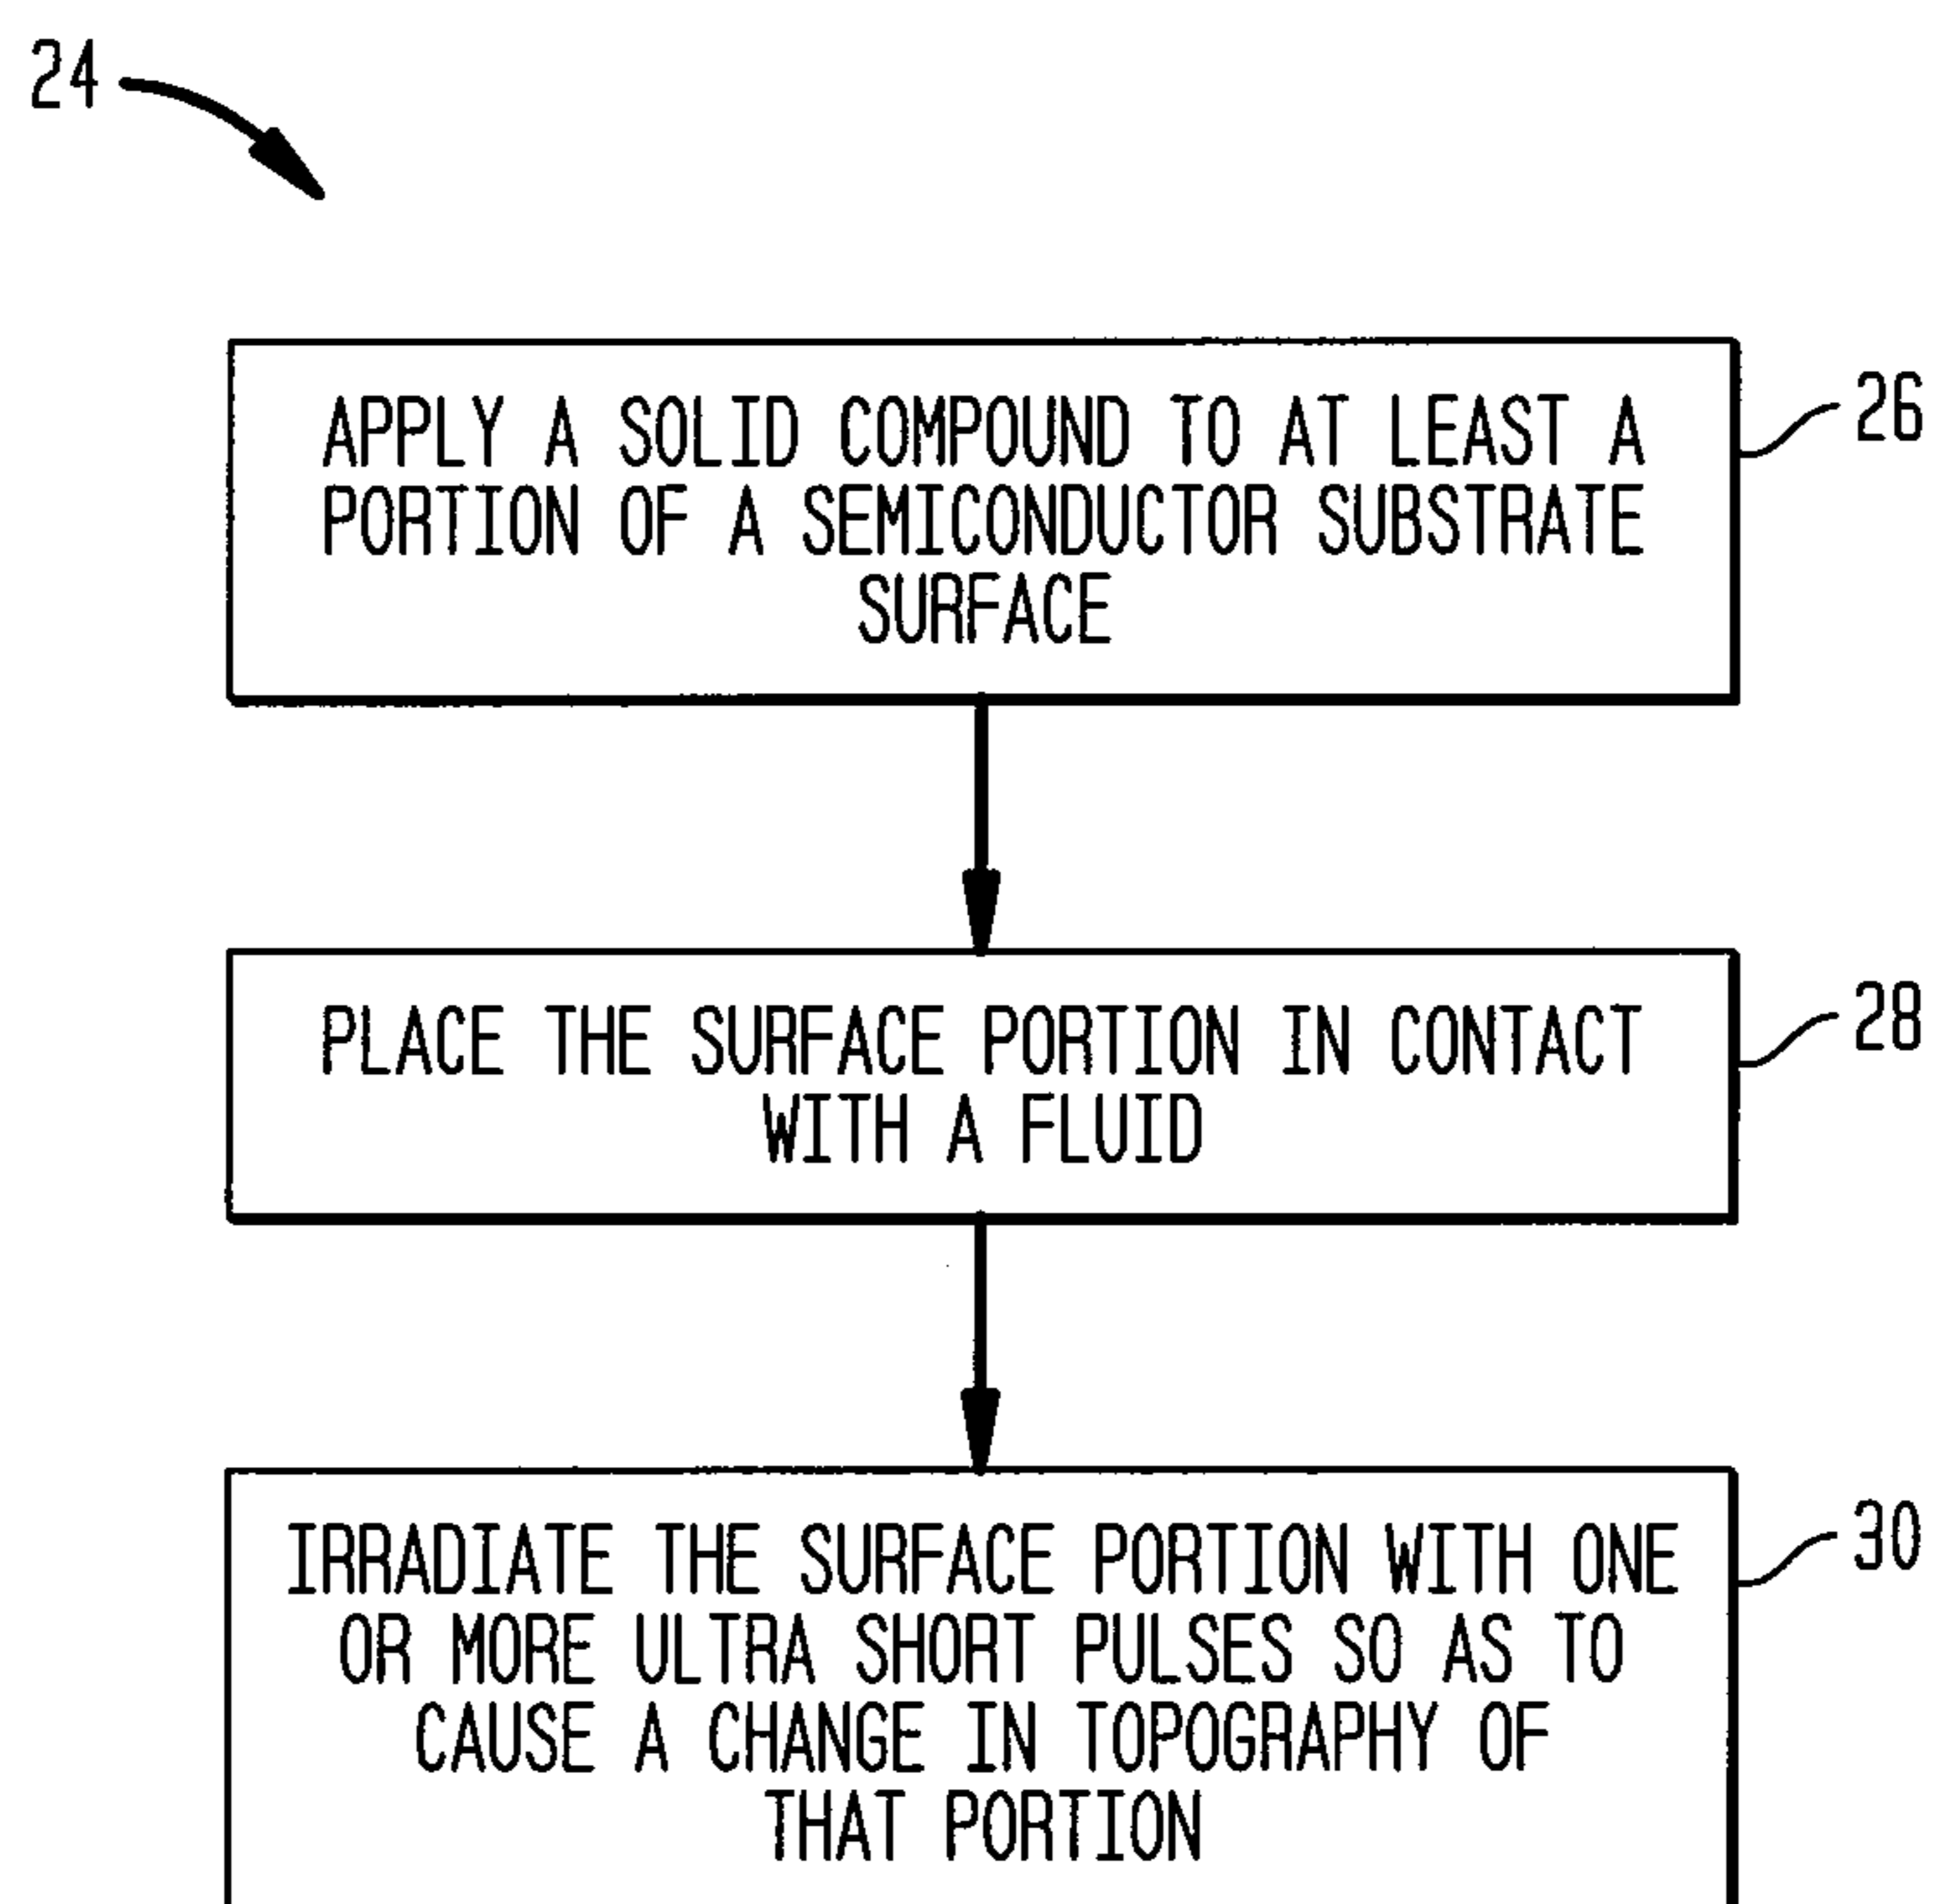 24
APPLY A SOLID COMPOUND TO AT LEAST A
PORTION OF A SEMICONDUCTOR SUBSTRATE
SURFACE
26
PLACE THE SURFACE PORTION IN CONTACT
WITH A FLUID
28
IRRADIATE THE SURFACE PORTION WITH ONE
OR MORE ULTRA SHORT PULSES SO AS TO
CAUSE A CHANGE IN TOPOGRAPHY OF
THAT PORTION
30